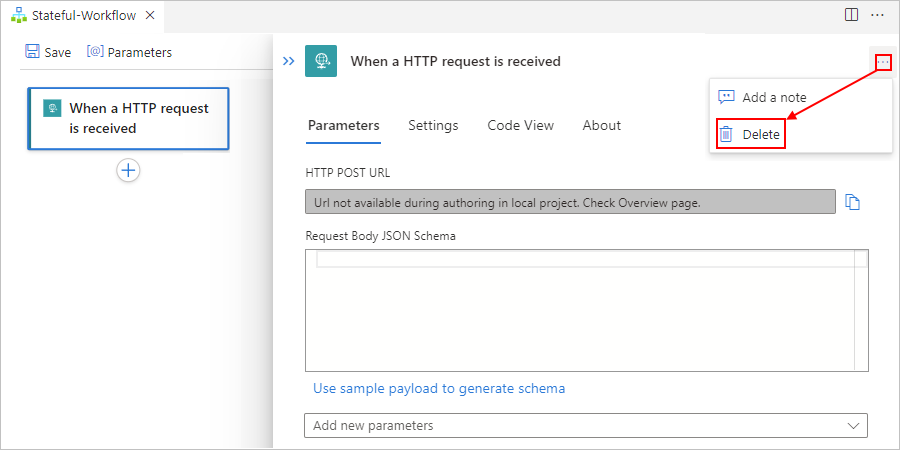 Stateful-Workflow
Save
Parameters
When a HTTP request
is received
When a HTTP request is received
Add a note
Delete
Parameters
Settings
Code View
About
HTTP POST URL
Url not available during authoring in local project. Check Overview page.
Request Body JSON Schema
Use sample payload to generate schema
Add new parameters